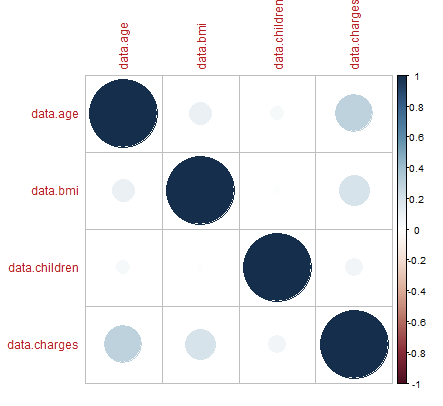 data.age
data.bmi
data.children
data.charges
data.age
data.bmi
data.children
data.charges
1
0.8
0.6
0.4
0.2
0
-0.2
-0.4
-0.6
-0.8
-1